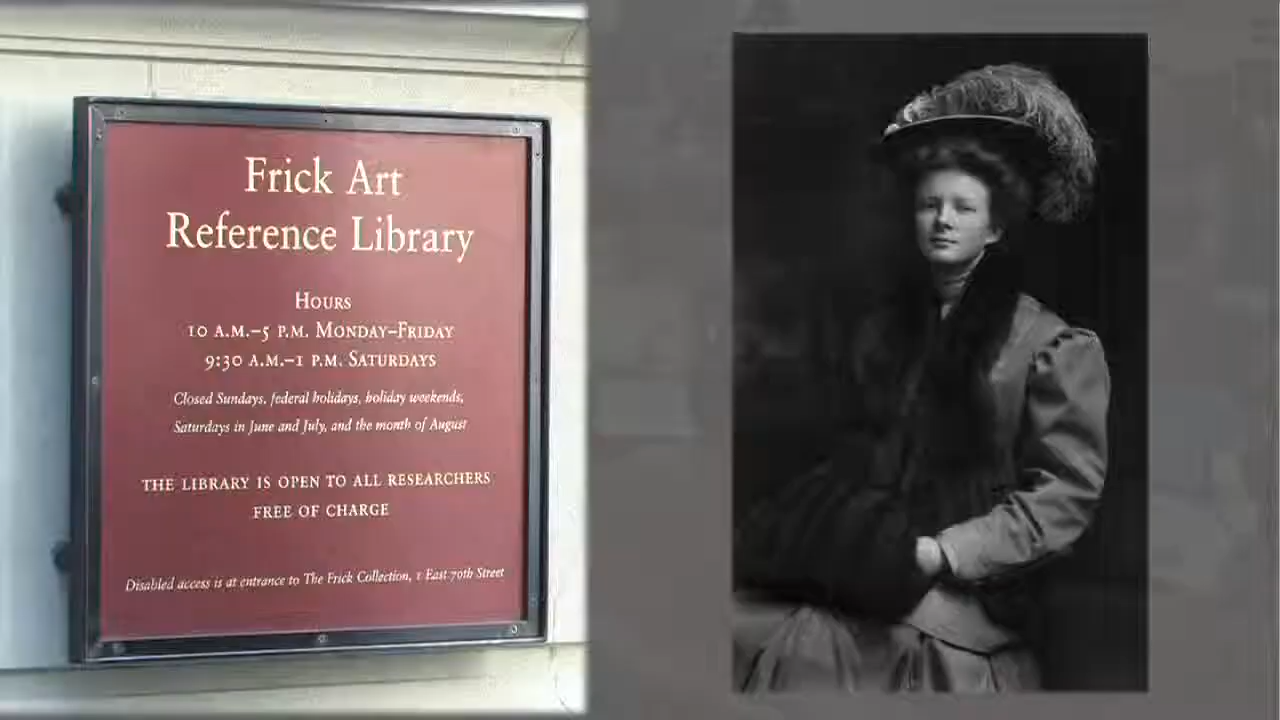 Frick Art
Reference Library
HOURS
10 A.M.–5 P.M. MONDAY–FRIDAY
9:30 A.M.–1 P.M. SATURDAYS
Closed Sundays, federal holidays, holiday weekends,
Saturdays in June and July, and the month of August
THE LIBRARY IS OPEN TO ALL RESEARCHERS
FREE OF CHARGE
Disabled access is at entrance to The Frick Collection, 1 East 70th Street